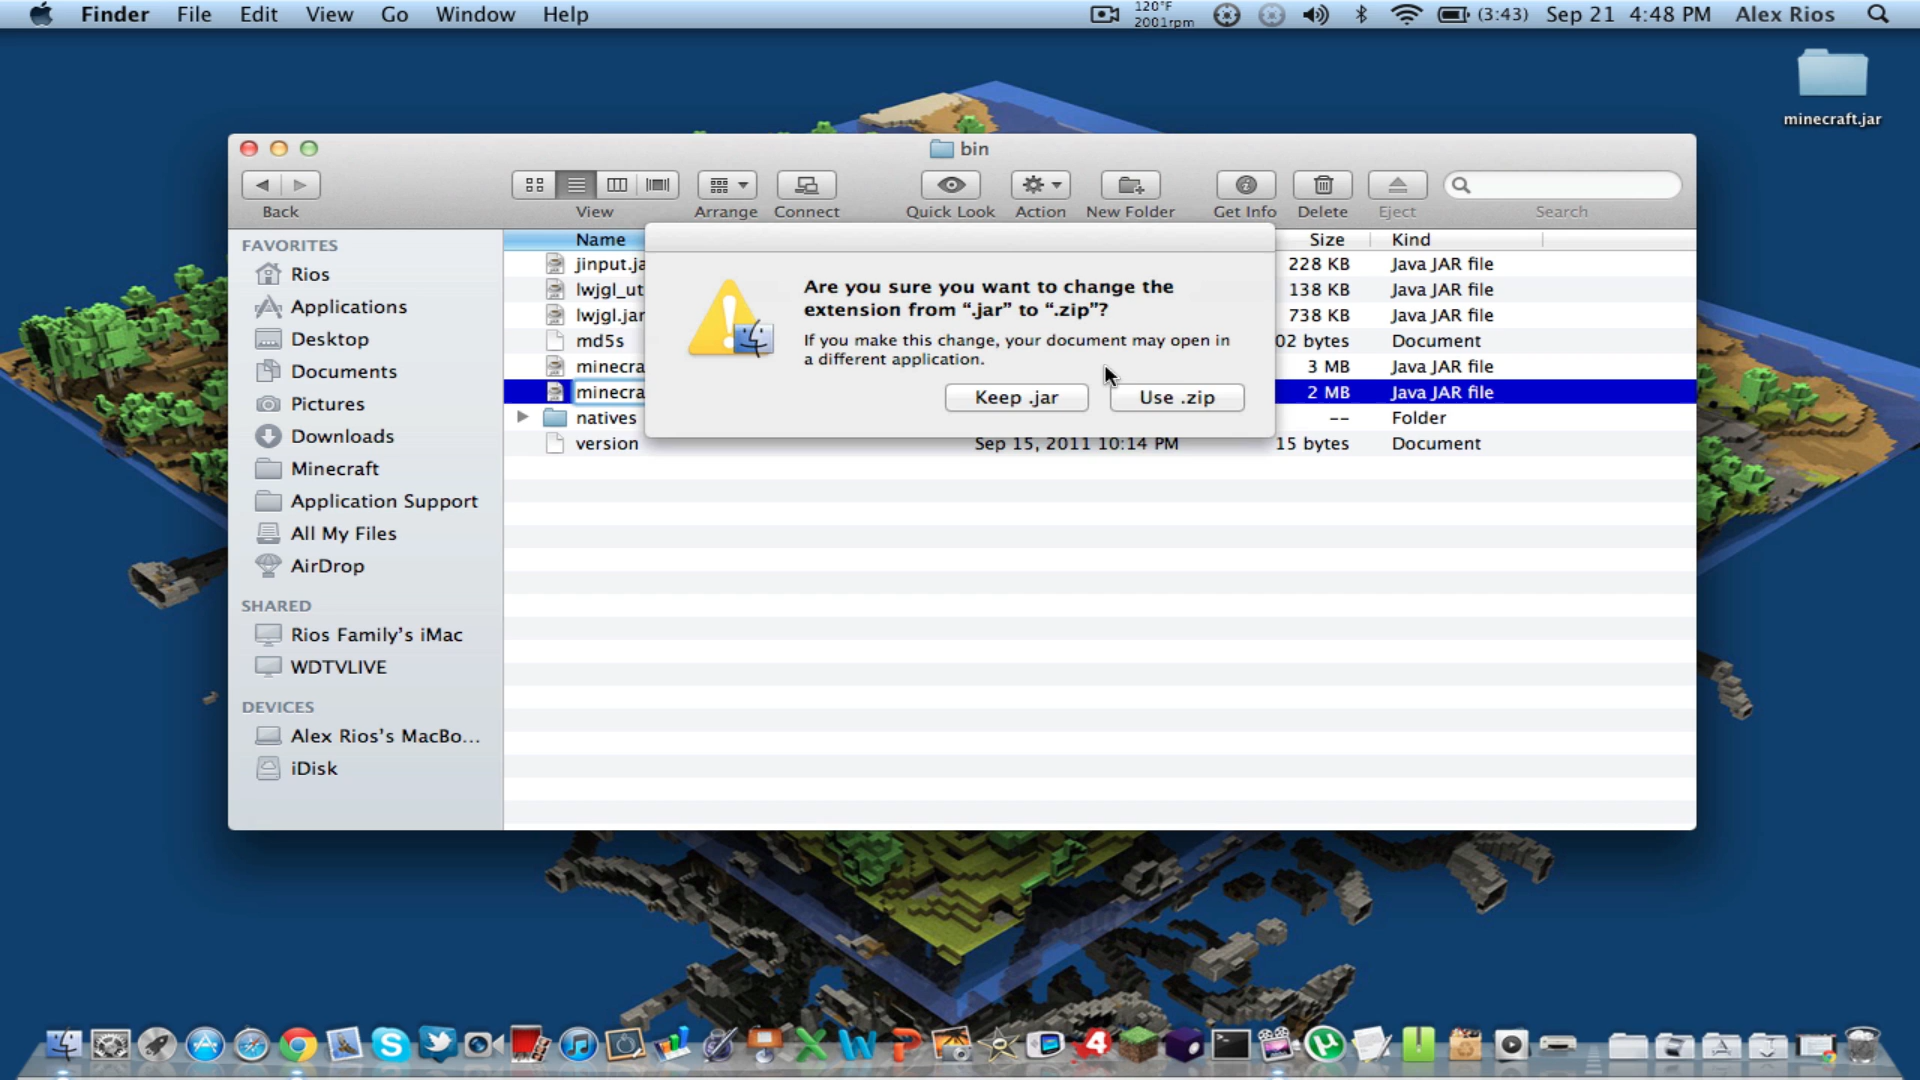 Finder File Edit View Go Window Help 120°F 2001rpm (3:43) Sep 21 4:48 PM Alex Rios
minecraft.jar
bin
Back View Arrange Connect Quick Look Action New Folder Get Info Delete Eject Search
FAVORITES
Rios
Applications
Desktop
Documents
Pictures
Downloads
Minecraft
Application Support
All My Files
AirDrop
SHARED
Rios Family's iMac
WDTVLIVE
DEVICES
Alex Rios's MacBo...
iDisk
Name Size Kind
jinput.ja 228 KB Java JAR file
lwjgl_ut 138 KB Java JAR file
lwjgl.jar 738 KB Java JAR file
md5s 02 bytes Document
minecra 3 MB Java JAR file
minecra 2 MB Java JAR file
natives -- Folder
version Sep 15, 2011 10:14 PM 15 bytes Document
Are you sure you want to change the
extension from “.jar” to “.zip”?
If you make this change, your document may open in
a different application.
Keep .jar Use .zip